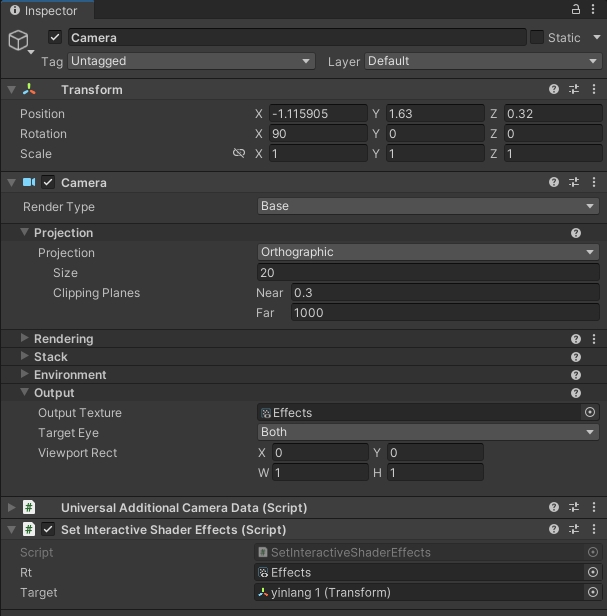 Inspector
Camera Static
Tag Untagged Layer Default
Transform
Position X -1.115905 Y 1.63 Z 0.32
Rotation X 90 Y 0 Z 0
Scale X 1 Y 1 Z 1
Camera
Render Type Base
Projection
Projection Orthographic
Size 20
Clipping Planes Near 0.3
Far 1000
Rendering
Stack
Environment
Output
Output Texture Effects
Target Eye Both
Viewport Rect X 0 Y 0
W 1 H 1
# Universal Additional Camera Data (Script)
# Set Interactive Shader Effects (Script)
Script # SetInteractiveShaderEffects
Rt Effects
Target yinlang 1 (Transform)